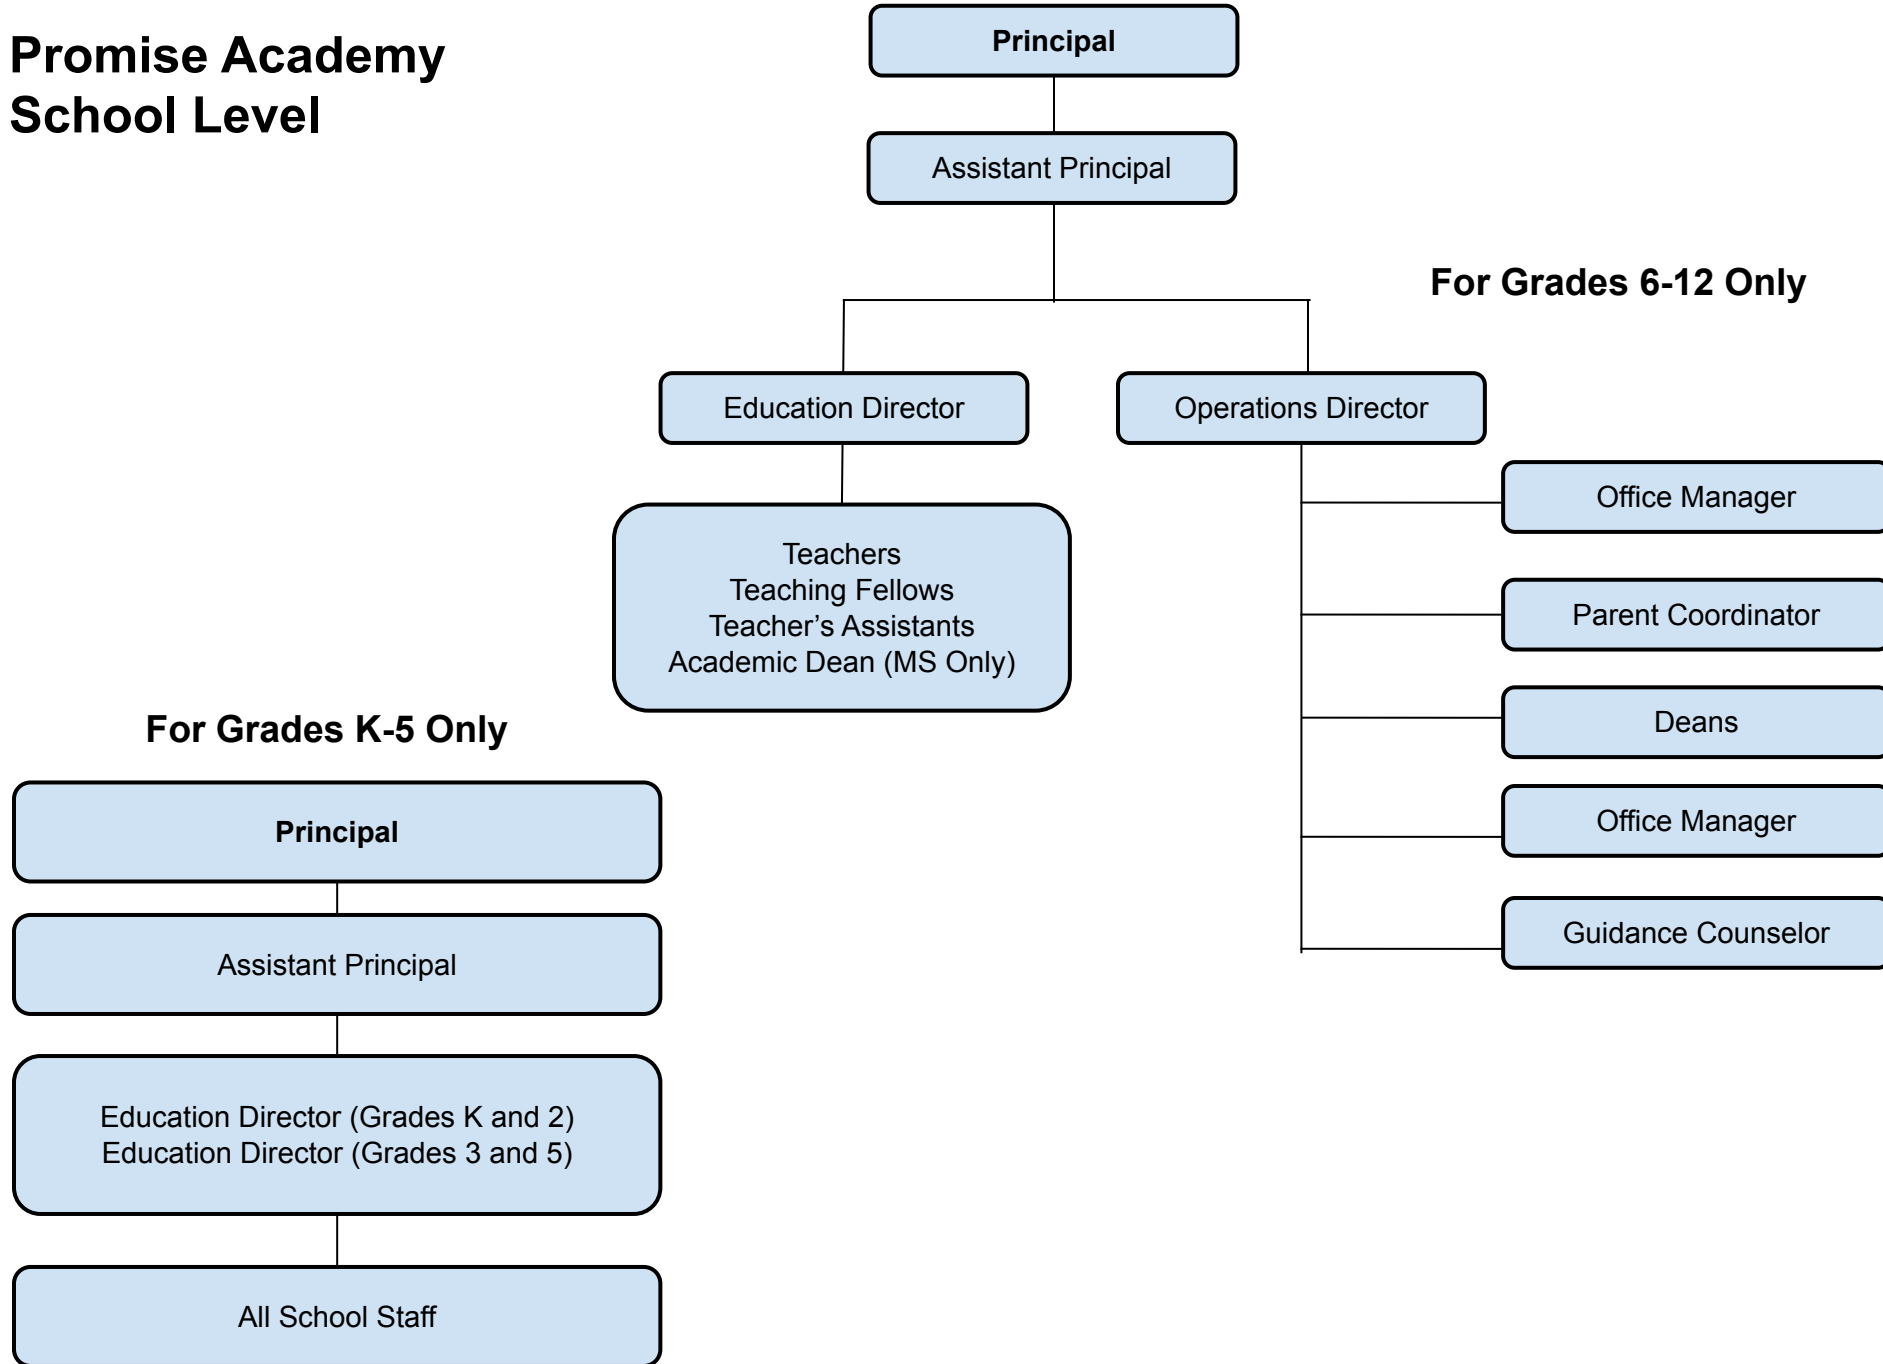 Promise Academy
School Level
Principal
Assistant Principal
For Grades 6-12 Only
Education Director
Operations Director
Teachers
Teaching Fellows
Teacher’s Assistants
Academic Dean (MS Only)
Office Manager
Parent Coordinator
Deans
Office Manager
Guidance Counselor
For Grades K-5 Only
Principal
Assistant Principal
Education Director (Grades K and 2)
Education Director (Grades 3 and 5)
All School Staff